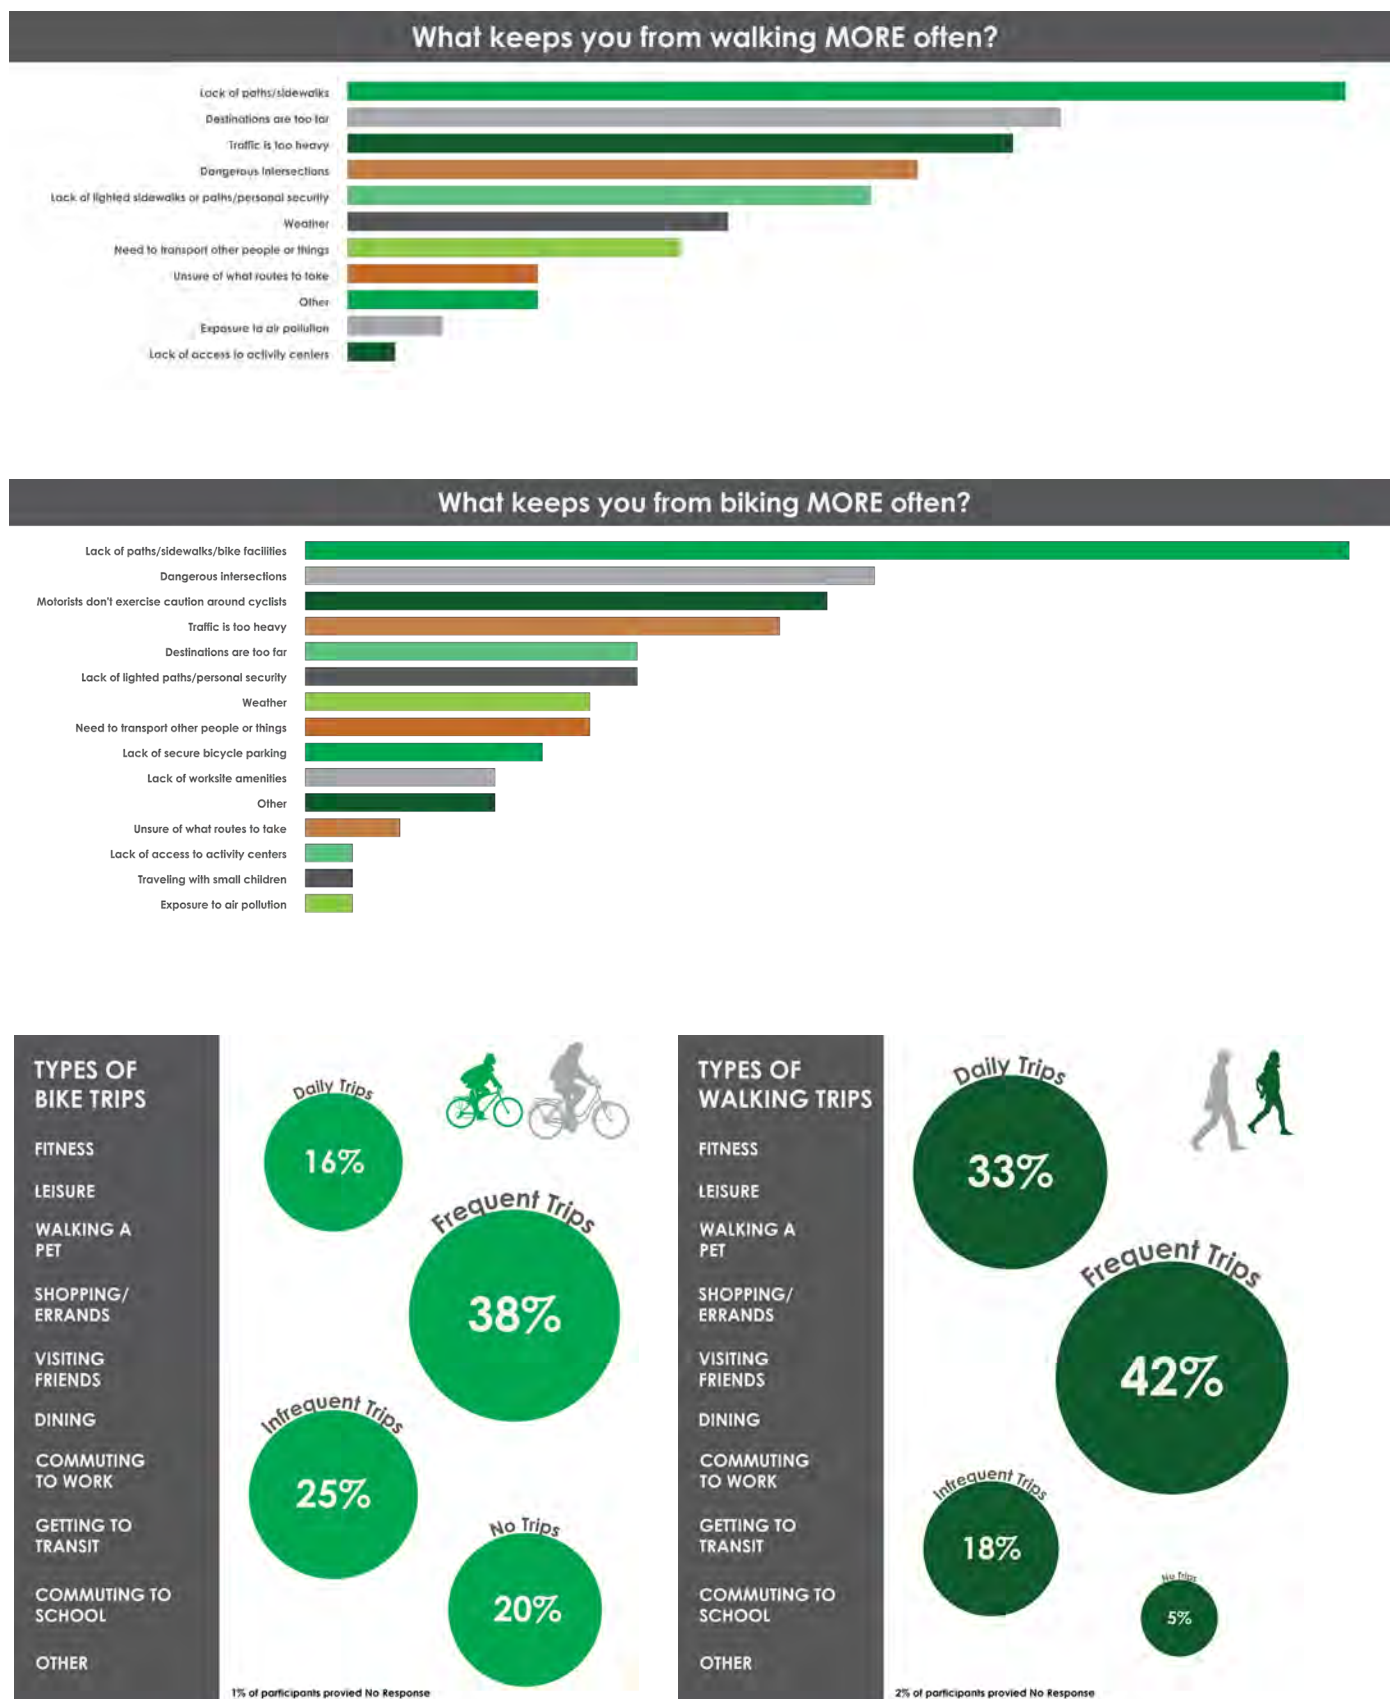 What keeps you from walking MORE often?
Lack of paths/sidewalks
Destinations are too far
Traffic is too heavy
Dangerous Intersections
Lack of lighted sidewalks or paths/personal security
Weather
Need to transport other people or things
Unsure of what routes to take
Other
Exposure to air pollution
Lack of access to activity centers
What keeps you from biking MORE often?
Lack of paths/sidewalks/bike facilities
Dangerous intersections
Motorists don't exercise caution around cyclists
Traffic is too heavy
Destinations are too far
Lack of lighted paths/personal security
Weather
Need to transport other people or things
Lack of secure bicycle parking
Lack of worksite amenities
Other
Unsure of what routes to take
Lack of access to activity centers
Traveling with small children
Exposure to air pollution
TYPES OF
BIKE TRIPS
FITNESS
LEISURE
WALKING A
PET
SHOPPING/
ERRANDS
VISITING
FRIENDS
DINING
COMMUTING
TO WORK
GETTING TO
TRANSIT
COMMUTING TO
SCHOOL
OTHER
Daily Trips
16%
Frequent Trips
38%
Infrequent Trips
25%
No Trips
20%
1% of participants provied No Response
TYPES OF
WALKING TRIPS
FITNESS
LEISURE
WALKING A
PET
SHOPPING/
ERRANDS
VISITING
FRIENDS
DINING
COMMUTING
TO WORK
GETTING TO
TRANSIT
COMMUTING TO
SCHOOL
OTHER
Daily Trips
33%
Frequent Trips
42%
Infrequent Trips
18%
No Trips
5%
2% of participants provied No Response